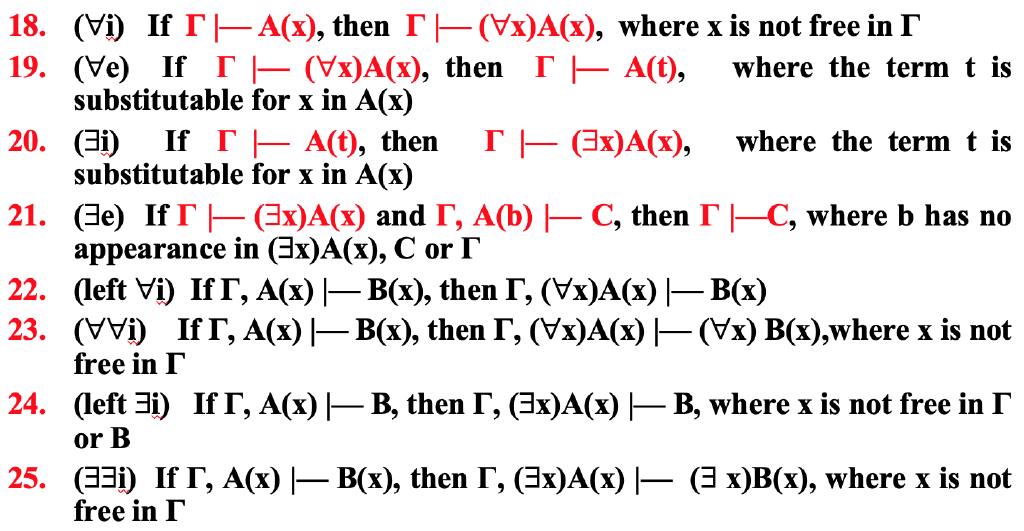 18. (∀i) If Γ |— A(x), then Γ |— (∀x)A(x), where x is not free in Γ
19. (∀e) If Γ |— (∀x)A(x), then Γ |— A(t), where the term t is
substitutable for x in A(x)
20. (∃i) If Γ |— A(t), then Γ |— (∃x)A(x), where the term t is
substitutable for x in A(x)
21. (∃e) If Γ |— (∃x)A(x) and Γ, A(b) |— C, then Γ |—C, where b has no
appearance in (∃x)A(x), C or Γ
22. (left ∀i) If Γ, A(x) |— B(x), then Γ, (∀x)A(x) |— B(x)
23. (∀∀i) If Γ, A(x) |— B(x), then Γ, (∀x)A(x) |— (∀x) B(x),where x is not
free in Γ
24. (left ∃i) If Γ, A(x) |— B, then Γ, (∃x)A(x) |— B, where x is not free in Γ
or B
25. (∃∃i) If Γ, A(x) |— B(x), then Γ, (∃x)A(x) |— (∃ x)B(x), where x is not
free in Γ